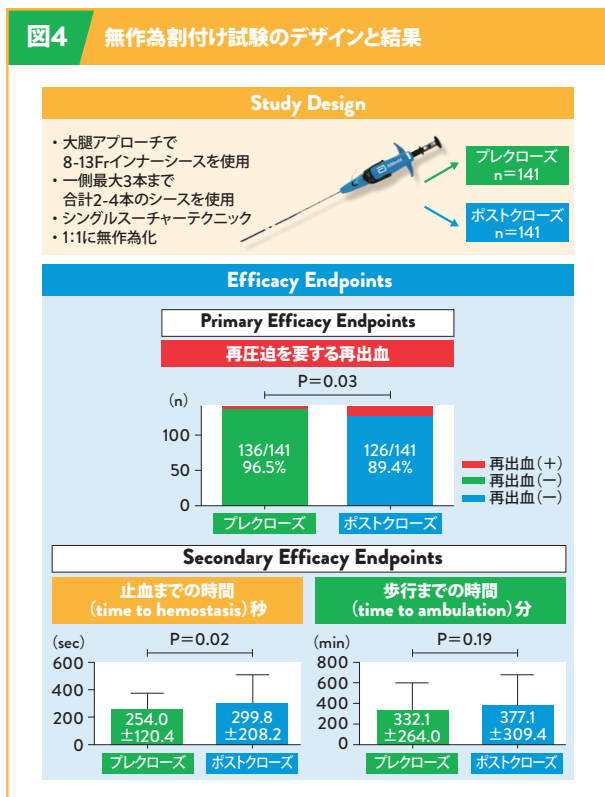 図4 無作為割付け試験のデザインと結果
Study Design
・大腿アプローチで
8-13Frインナーシースを使用
・一側最大3本まで
合計2-4本のシースを使用
・シングルスーチャーテクニック
・1:1に無作為化
Abbott
プレクローズ
n=141
ポストクローズ
n=141
Efficacy Endpoints
Primary Efficacy Endpoints
再圧迫を要する再出血
P=0.03
(n)
100
50
0
136/141
96.5%
126/141
89.4%
再出血(+)
再出血(ー)
再出血(ー)
プレクローズ
ポストクローズ
Secondary Efficacy Endpoints
止血までの時間
(time to hemostasis)秒
(sec)
P=0.02
600
400
200
0
254.0
±120.4
299.8
±208.2
プレクローズ
ポストクローズ
歩行までの時間
(time to ambulation)分
(min)
P=0.19
800
600
400
200
0
332.1
±264.0
377.1
±309.4
プレクローズ
ポストクローズ